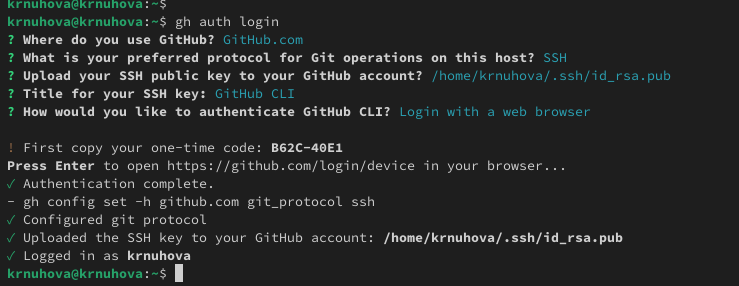 krnuhova@krnuhova:~$
krnuhova@krnuhova:~$ gh auth login
? Where do you use GitHub? GitHub.com
? What is your preferred protocol for Git operations on this host? SSH
? Upload your SSH public key to your GitHub account? /home/krnuhova/.ssh/id_rsa.pub
? Title for your SSH key: GitHub CLI
? How would you like to authenticate GitHub CLI? Login with a web browser
! First copy your one-time code: B62C-40E1
Press Enter to open https://github.com/login/device in your browser...
✓ Authentication complete.
- gh config set -h github.com git_protocol ssh
✓ Configured git protocol
✓ Uploaded the SSH key to your GitHub account: /home/krnuhova/.ssh/id_rsa.pub
✓ Logged in as krnuhova
krnuhova@krnuhova:~$